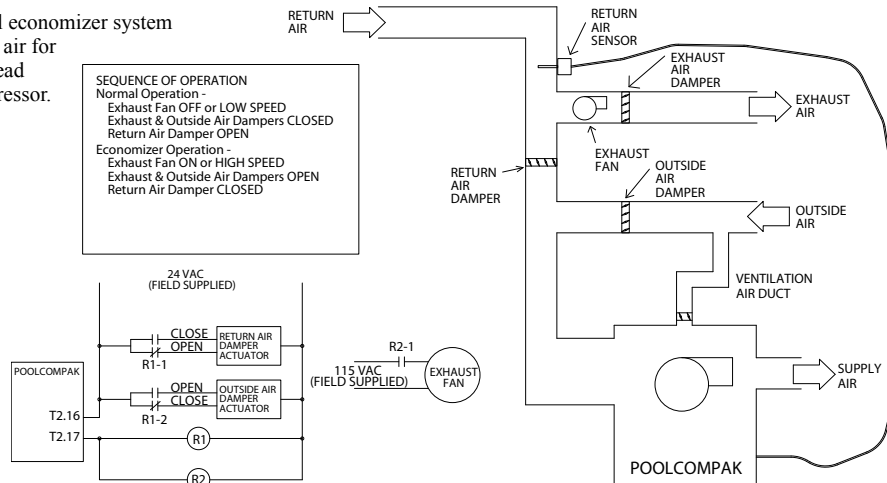 l economizer system
air for
ead
ressor.
SEQUENCE OF OPERATION
Normal Operation -
Exhaust Fan OFF or LOW SPEED
Exhaust & Outside Air Dampers CLOSED
Return Air Damper OPEN
Economizer Operation -
Exhaust Fan ON or HIGH SPEED
Exhaust & Outside Air Dampers OPEN
Return Air Damper CLOSED
RETURN
AIR
RETURN
AIR
SENSOR
EXHAUST
AIR
DAMPER
EXHAUST
AIR
EXHAUST
FAN
RETURN
AIR
DAMPER
OUTSIDE
AIR
DAMPER
OUTSIDE
AIR
VENTILATION
AIR DUCT
SUPPLY
AIR
POOLCOMPAK
24 VAC
(FIELD SUPPLIED)
CLOSE
OPEN
R1-1
RETURN AIR
DAMPER
ACTUATOR
OPEN
CLOSE
R1-2
OUTSIDE AIR
DAMPER
ACTUATOR
POOLCOMPAK
T2.16
T2.17
R1
R2
R2-1
115 VAC
(FIELD SUPPLIED)
EXHAUST
FAN